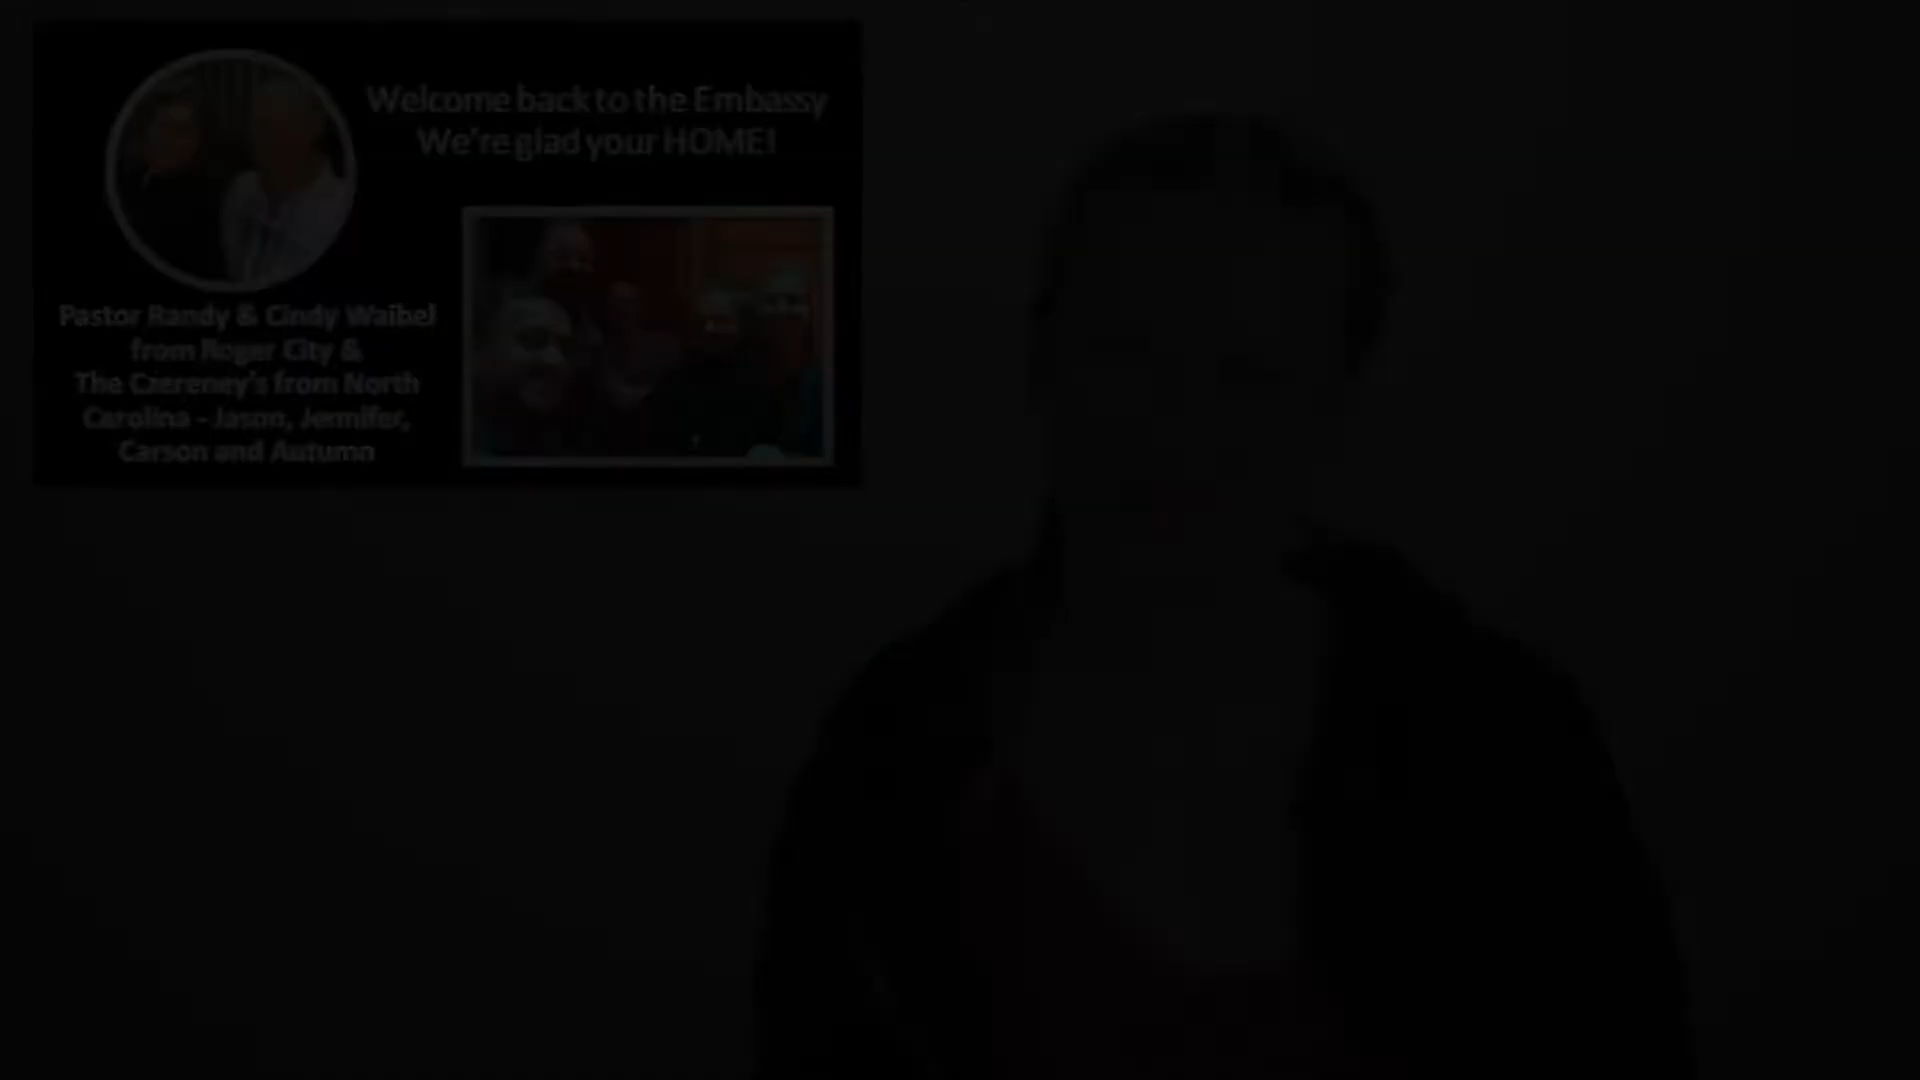 Welcome back to the Embassy
We're glad your HOME!
Pastor Randy & Cindy Waibel
from Roger City &
The Czereney's from North
Carolina - Jason, Jennifer,
Carson and Autumn